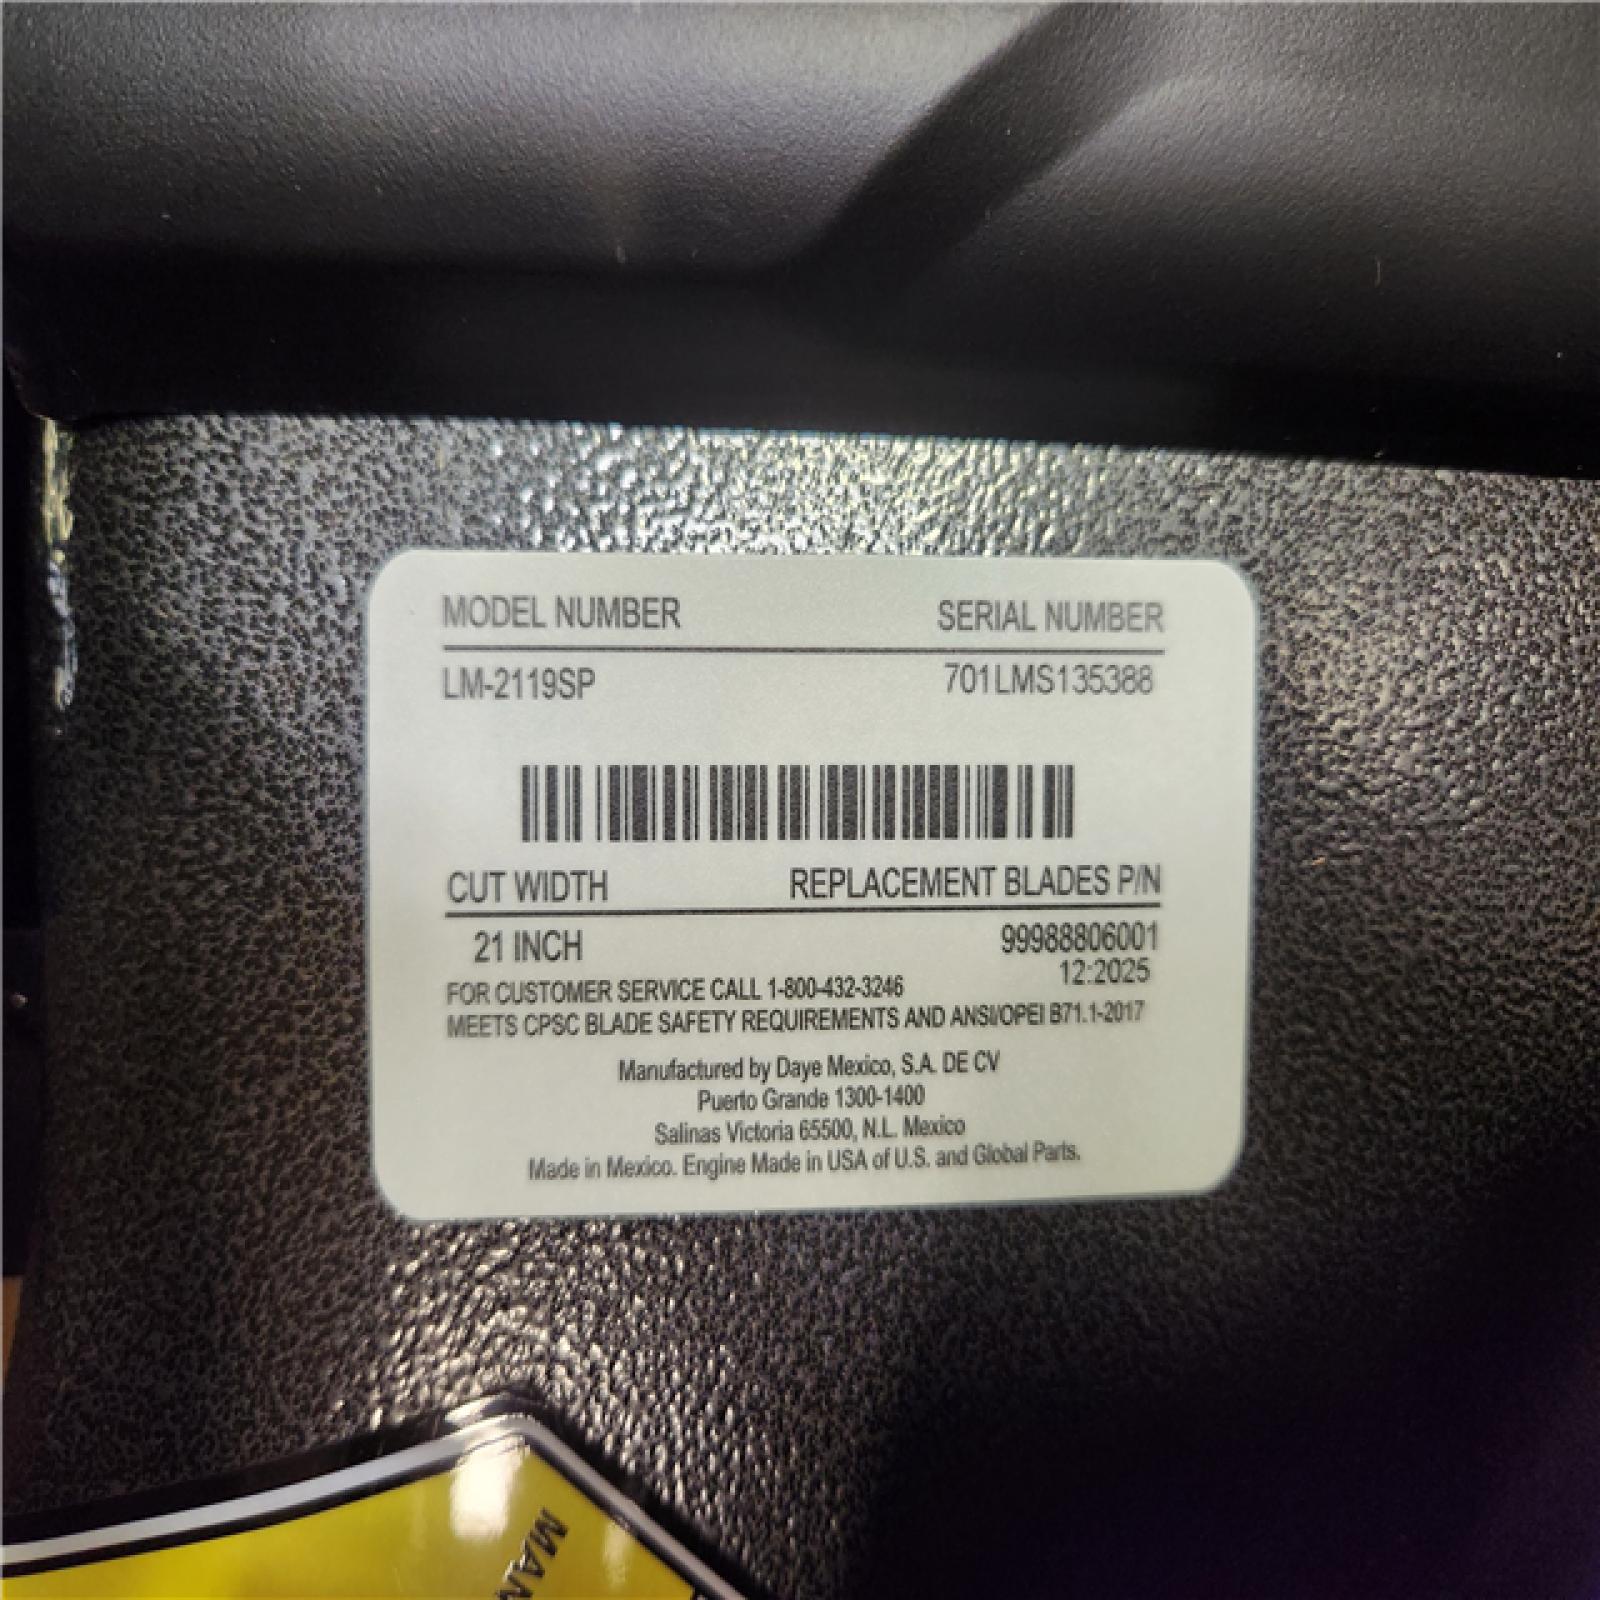 MODEL NUMBER SERIAL NUMBER
LM-2119SP 701LMS135388
CUT WIDTH REPLACEMENT BLADES P/N
21 INCH 99988806001
12:2025
FOR CUSTOMER SERVICE CALL 1-800-432-3246
MEETS CPSC BLADE SAFETY REQUIREMENTS AND ANSI/OPEI B71.1-2017
Manufactured by Daye Mexico, S.A. DE CV
Puerto Grande 1300-1400
Salinas Victoria 65500, N.L. Mexico
Made in Mexico. Engine Made in USA of U.S. and Global Parts.